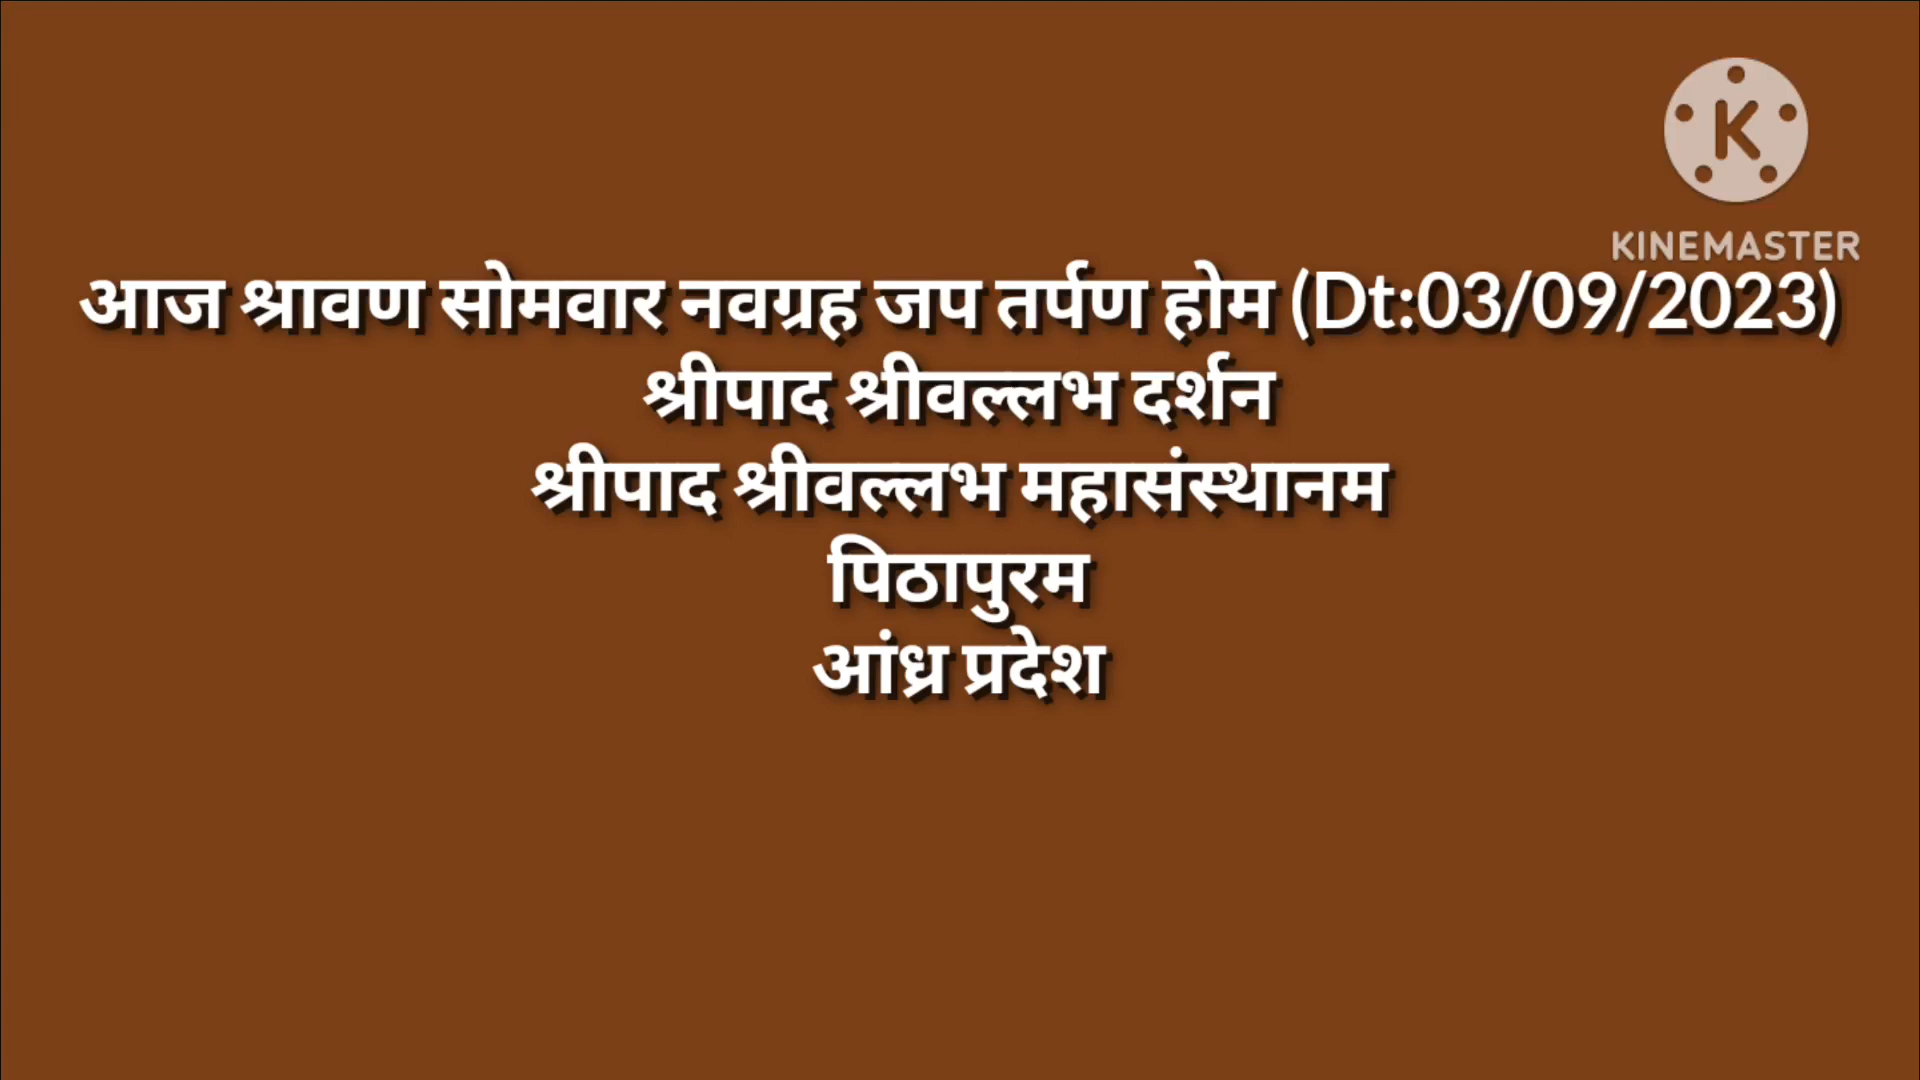 KINEMASTER
आज श्रावण सोमवार नवग्रह जप तर्पण होम (Dt:03/09/2023)
श्रीपाद श्रीवल्लभ दर्शन
श्रीपाद श्रीवल्लभ महासंस्थानम
पिठापुरम
आंध्र प्रदेश